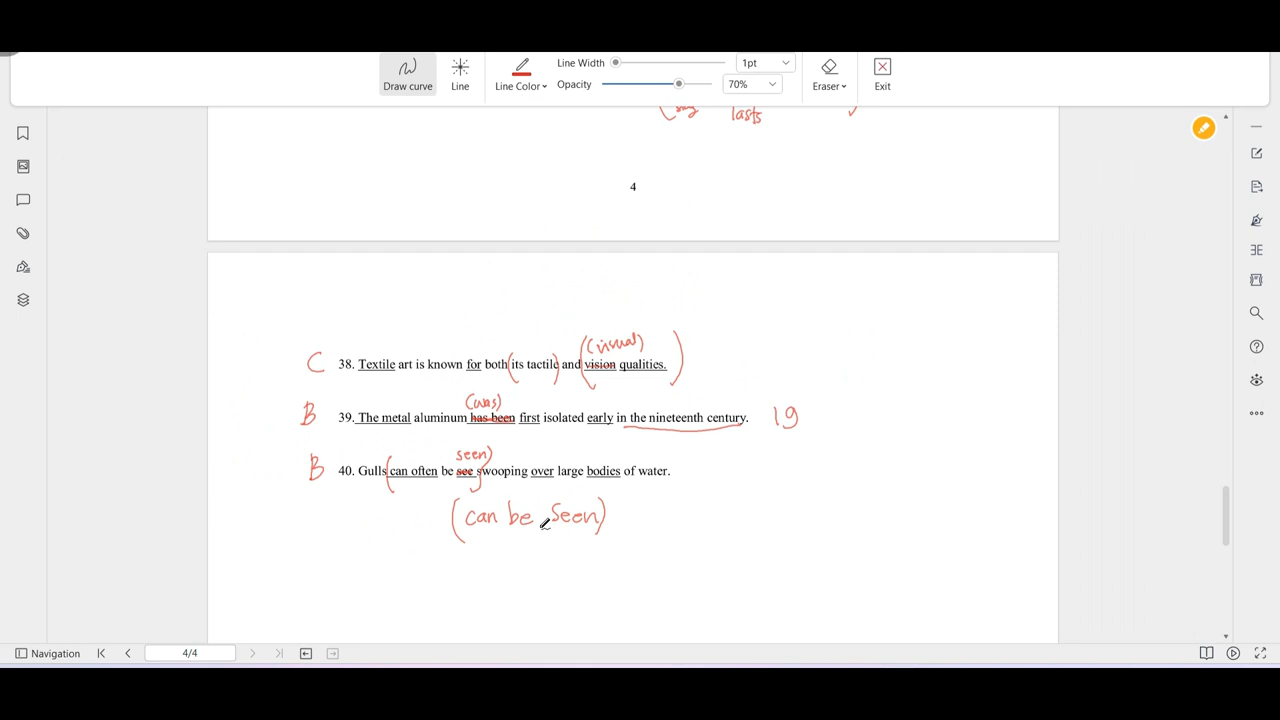 Draw curve
Line
Line Color
Line Width
1pt
Opacity
70%
Eraser
Exit
lasts
4
(visual)
C 38. Textile art is known for both (its tactile) and (vision qualities.)
(was)
B 39. The metal aluminum has been first isolated early in the nineteenth century. 19
seen)
B 40. Gulls (can often be see swooping over large bodies of water.
(can be seen)
Navigation
4/4